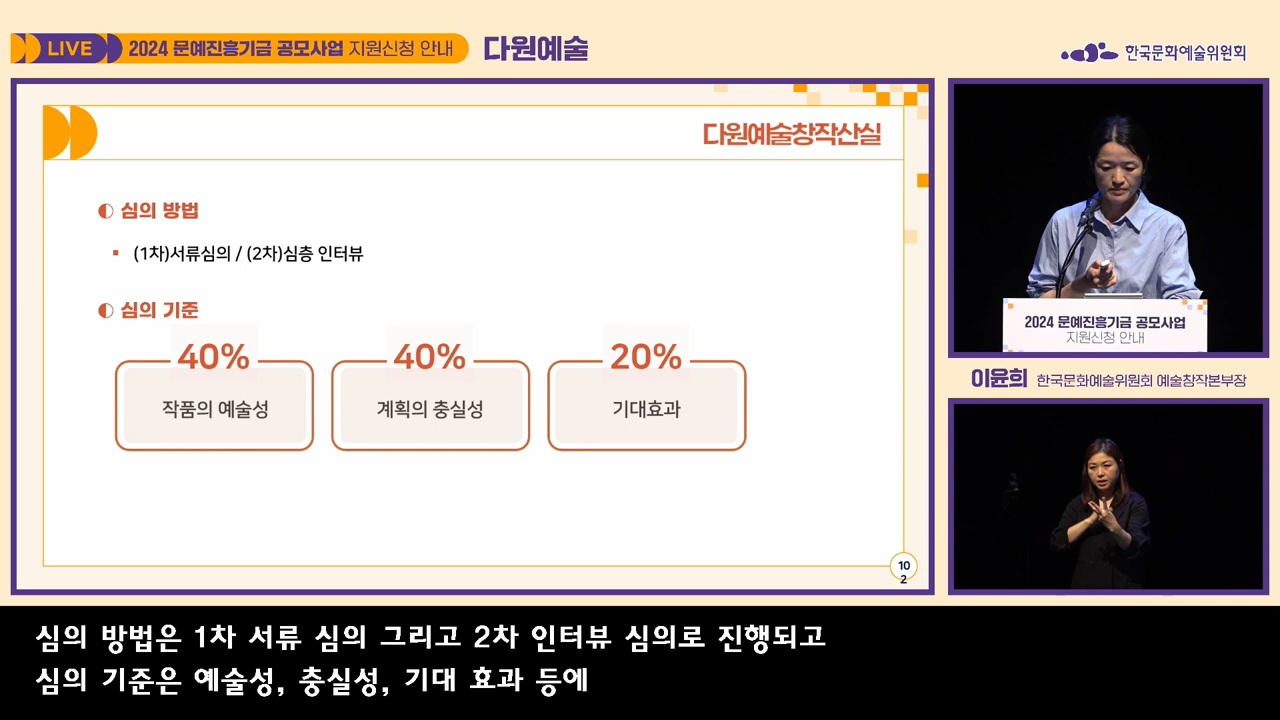 LIVE 2024 문예진흥기금 공모사업 지원신청 안내 다원예술
한국문화예술위원회
다원예술창작산실
심의 방법
(1차)서류심의 / (2차)심층 인터뷰
심의 기준
40% 40% 20%
작품의 예술성 계획의 충실성 기대효과
10
2
2024 문예진흥기금 공모사업
지원신청 안내
이윤희 한국문화예술위원회 예술창작본부장
심의 방법은 1차 서류 심의 그리고 2차 인터뷰 심의로 진행되고
심의 기준은 예술성, 충실성, 기대 효과 등에